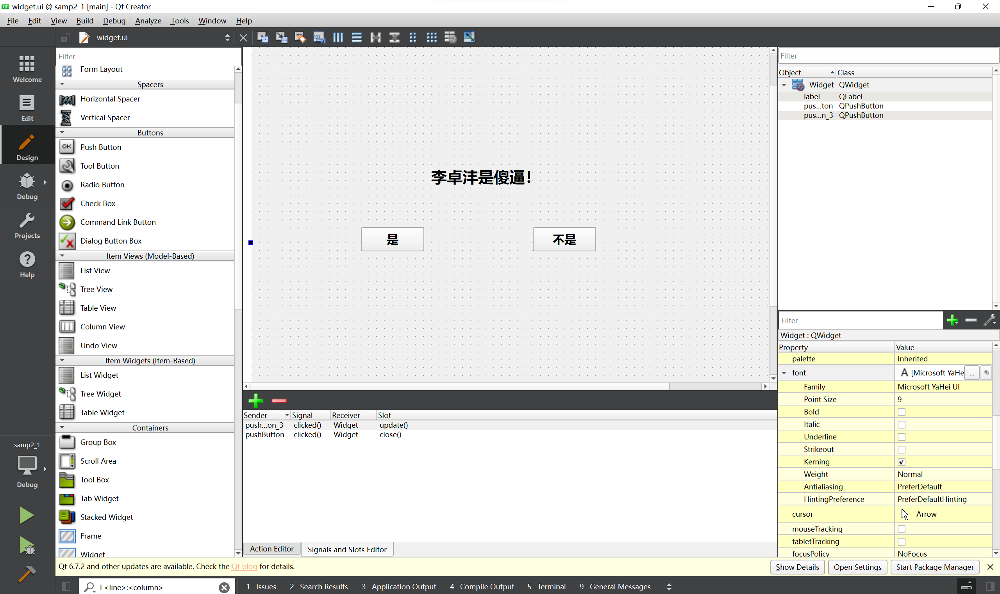 widget.ui @ samp2_1 [main] - Qt Creator
File Edit View Build Debug Analyze Tools Window Help
widget.ui
Filter
Form Layout
Spacers
Horizontal Spacer
Vertical Spacer
Buttons
OK Push Button
Tool Button
Radio Button
Check Box
Command Link Button
Dialog Button Box
Item Views (Model-Based)
List View
Tree View
Table View
Column View
Undo View
Item Widgets (Item-Based)
List Widget
Tree Widget
Table Widget
Containers
Group Box
Scroll Area
Tool Box
Tab Widget
Stacked Widget
Frame
Widget
Welcome
Edit
Design
Debug
Projects
Help
samp2_1
Debug
李卓沣是傻逼！
是 不是
Sender Signal Receiver Slot
push...on_3 clicked() Widget update()
pushButton clicked() Widget close()
Action Editor Signals and Slots Editor
Filter
Object Class
Widget QWidget
label QLabel
pus...ton QPushButton
pus...n_3 QPushButton
Filter
Widget : QWidget
Property Value
palette Inherited
font A [Microsoft YaHe ...
Family Microsoft YaHei UI
Point Size 9
Bold
Italic
Underline
Strikeout
Kerning
Weight Normal
Antialiasing PreferDefault
HintingPreference PreferDefaultHinting
cursor Arrow
mouseTracking
tabletTracking
focusPolicy NoFocus
Qt 6.7.2 and other updates are available. Check the Qt blog for details.
Show Details Open Settings Start Package Manager
l <line>:<column>
1 Issues 2 Search Results 3 Application Output 4 Compile Output 5 Terminal 9 General Messages